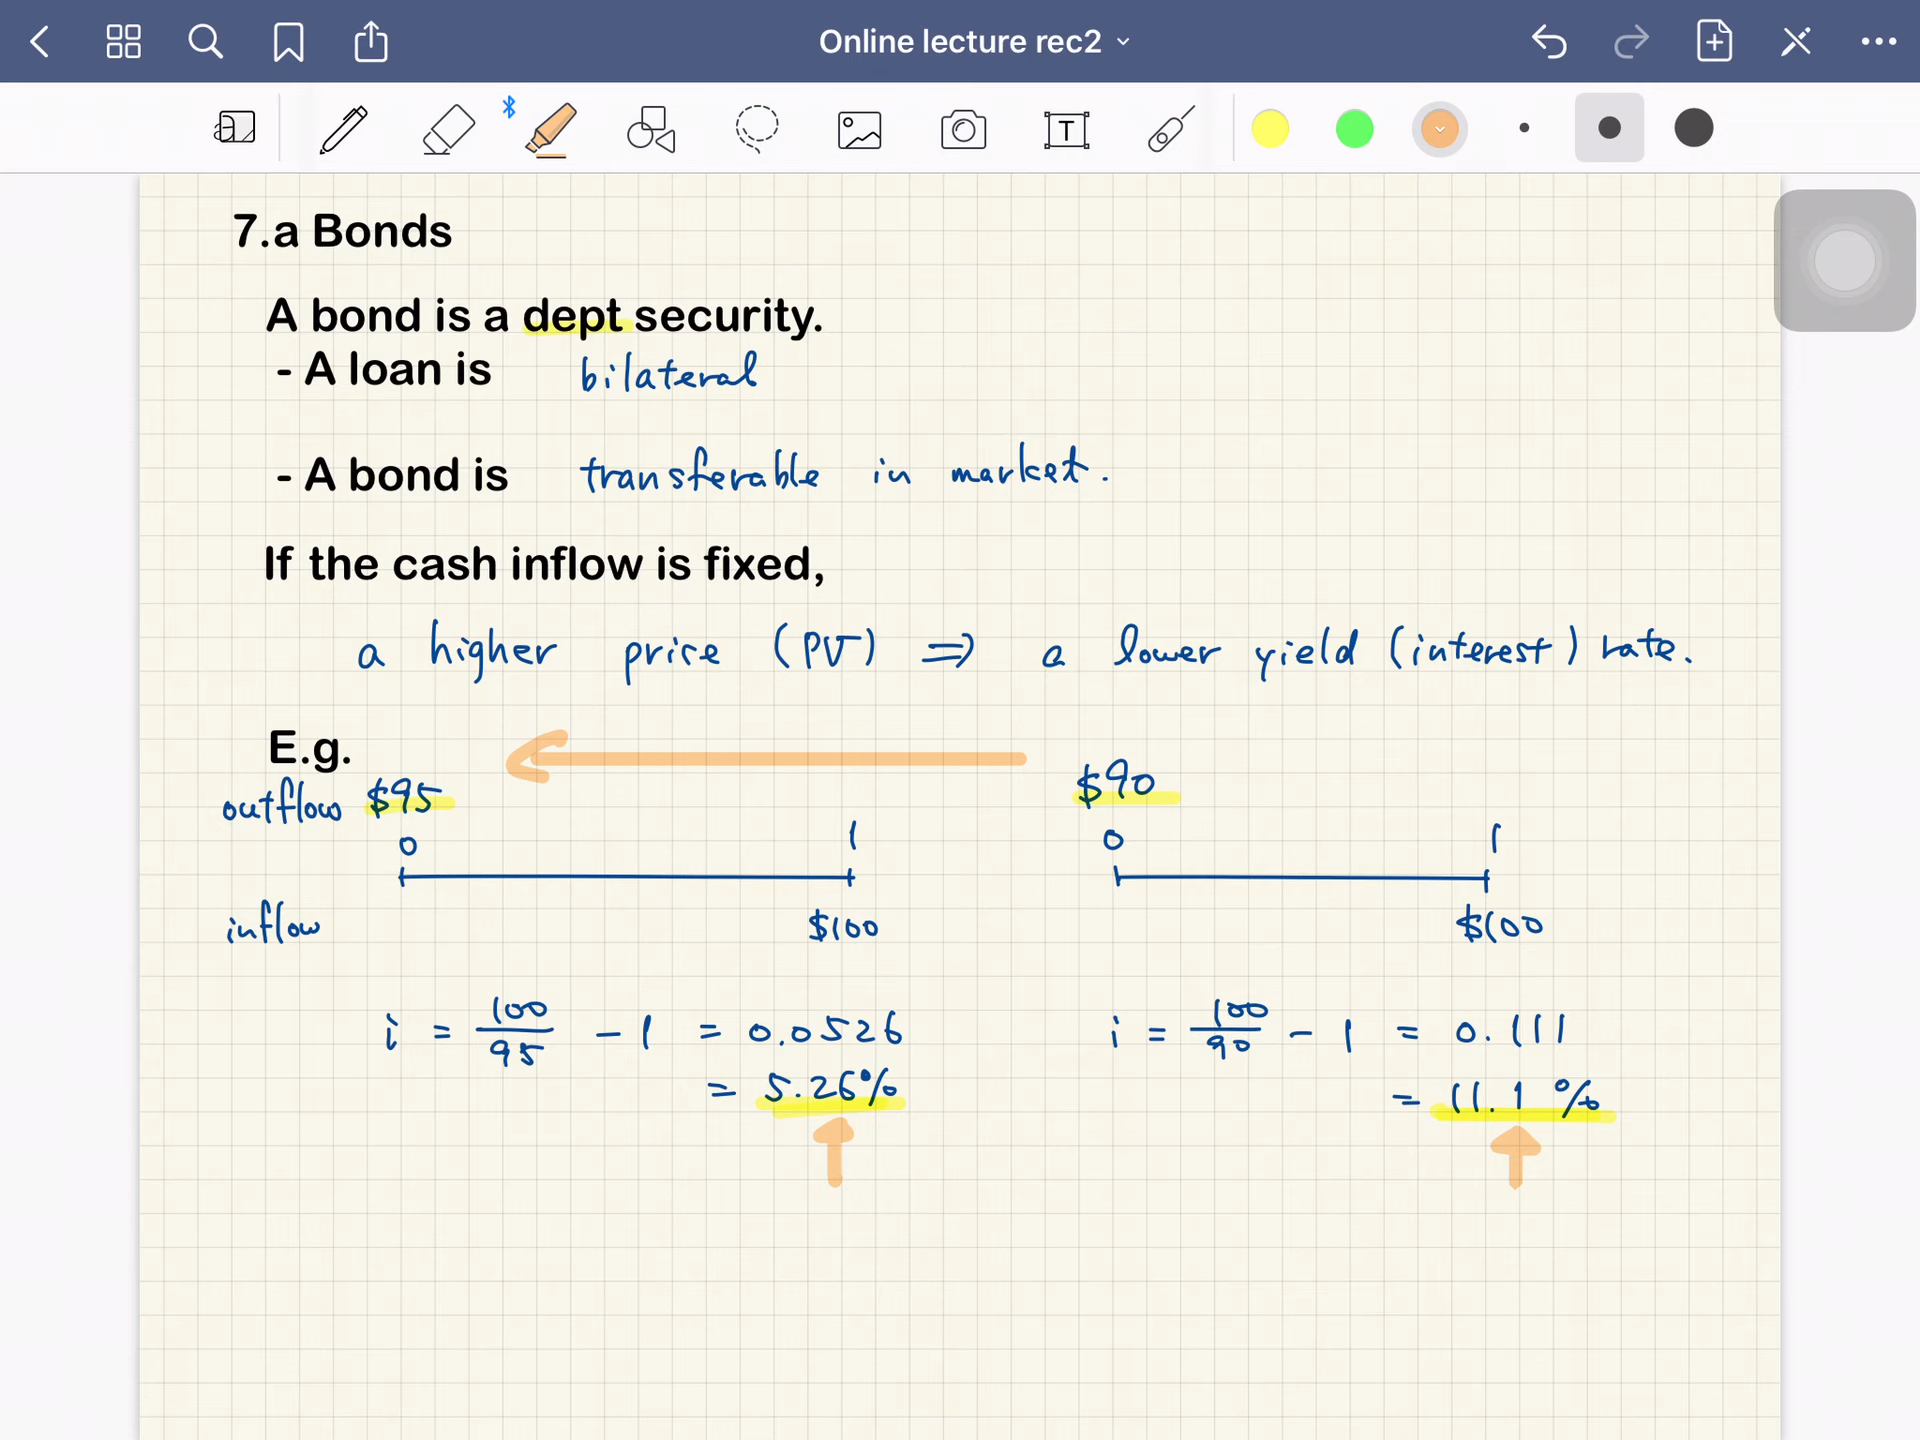 Online lecture rec2
7.a Bonds
A bond is a dept security.
- A loan is bilateral
- A bond is transferable in market.
If the cash inflow is fixed,
a higher price (PV) ⇒ a lower yield (interest) rate.
E.g.
outflow $95 $90
0 1 0 1
inflow $100 $100
i = 100/95 - 1 = 0.0526 i = 100/90 - 1 = 0.111
= 5.26% = 11.1 %